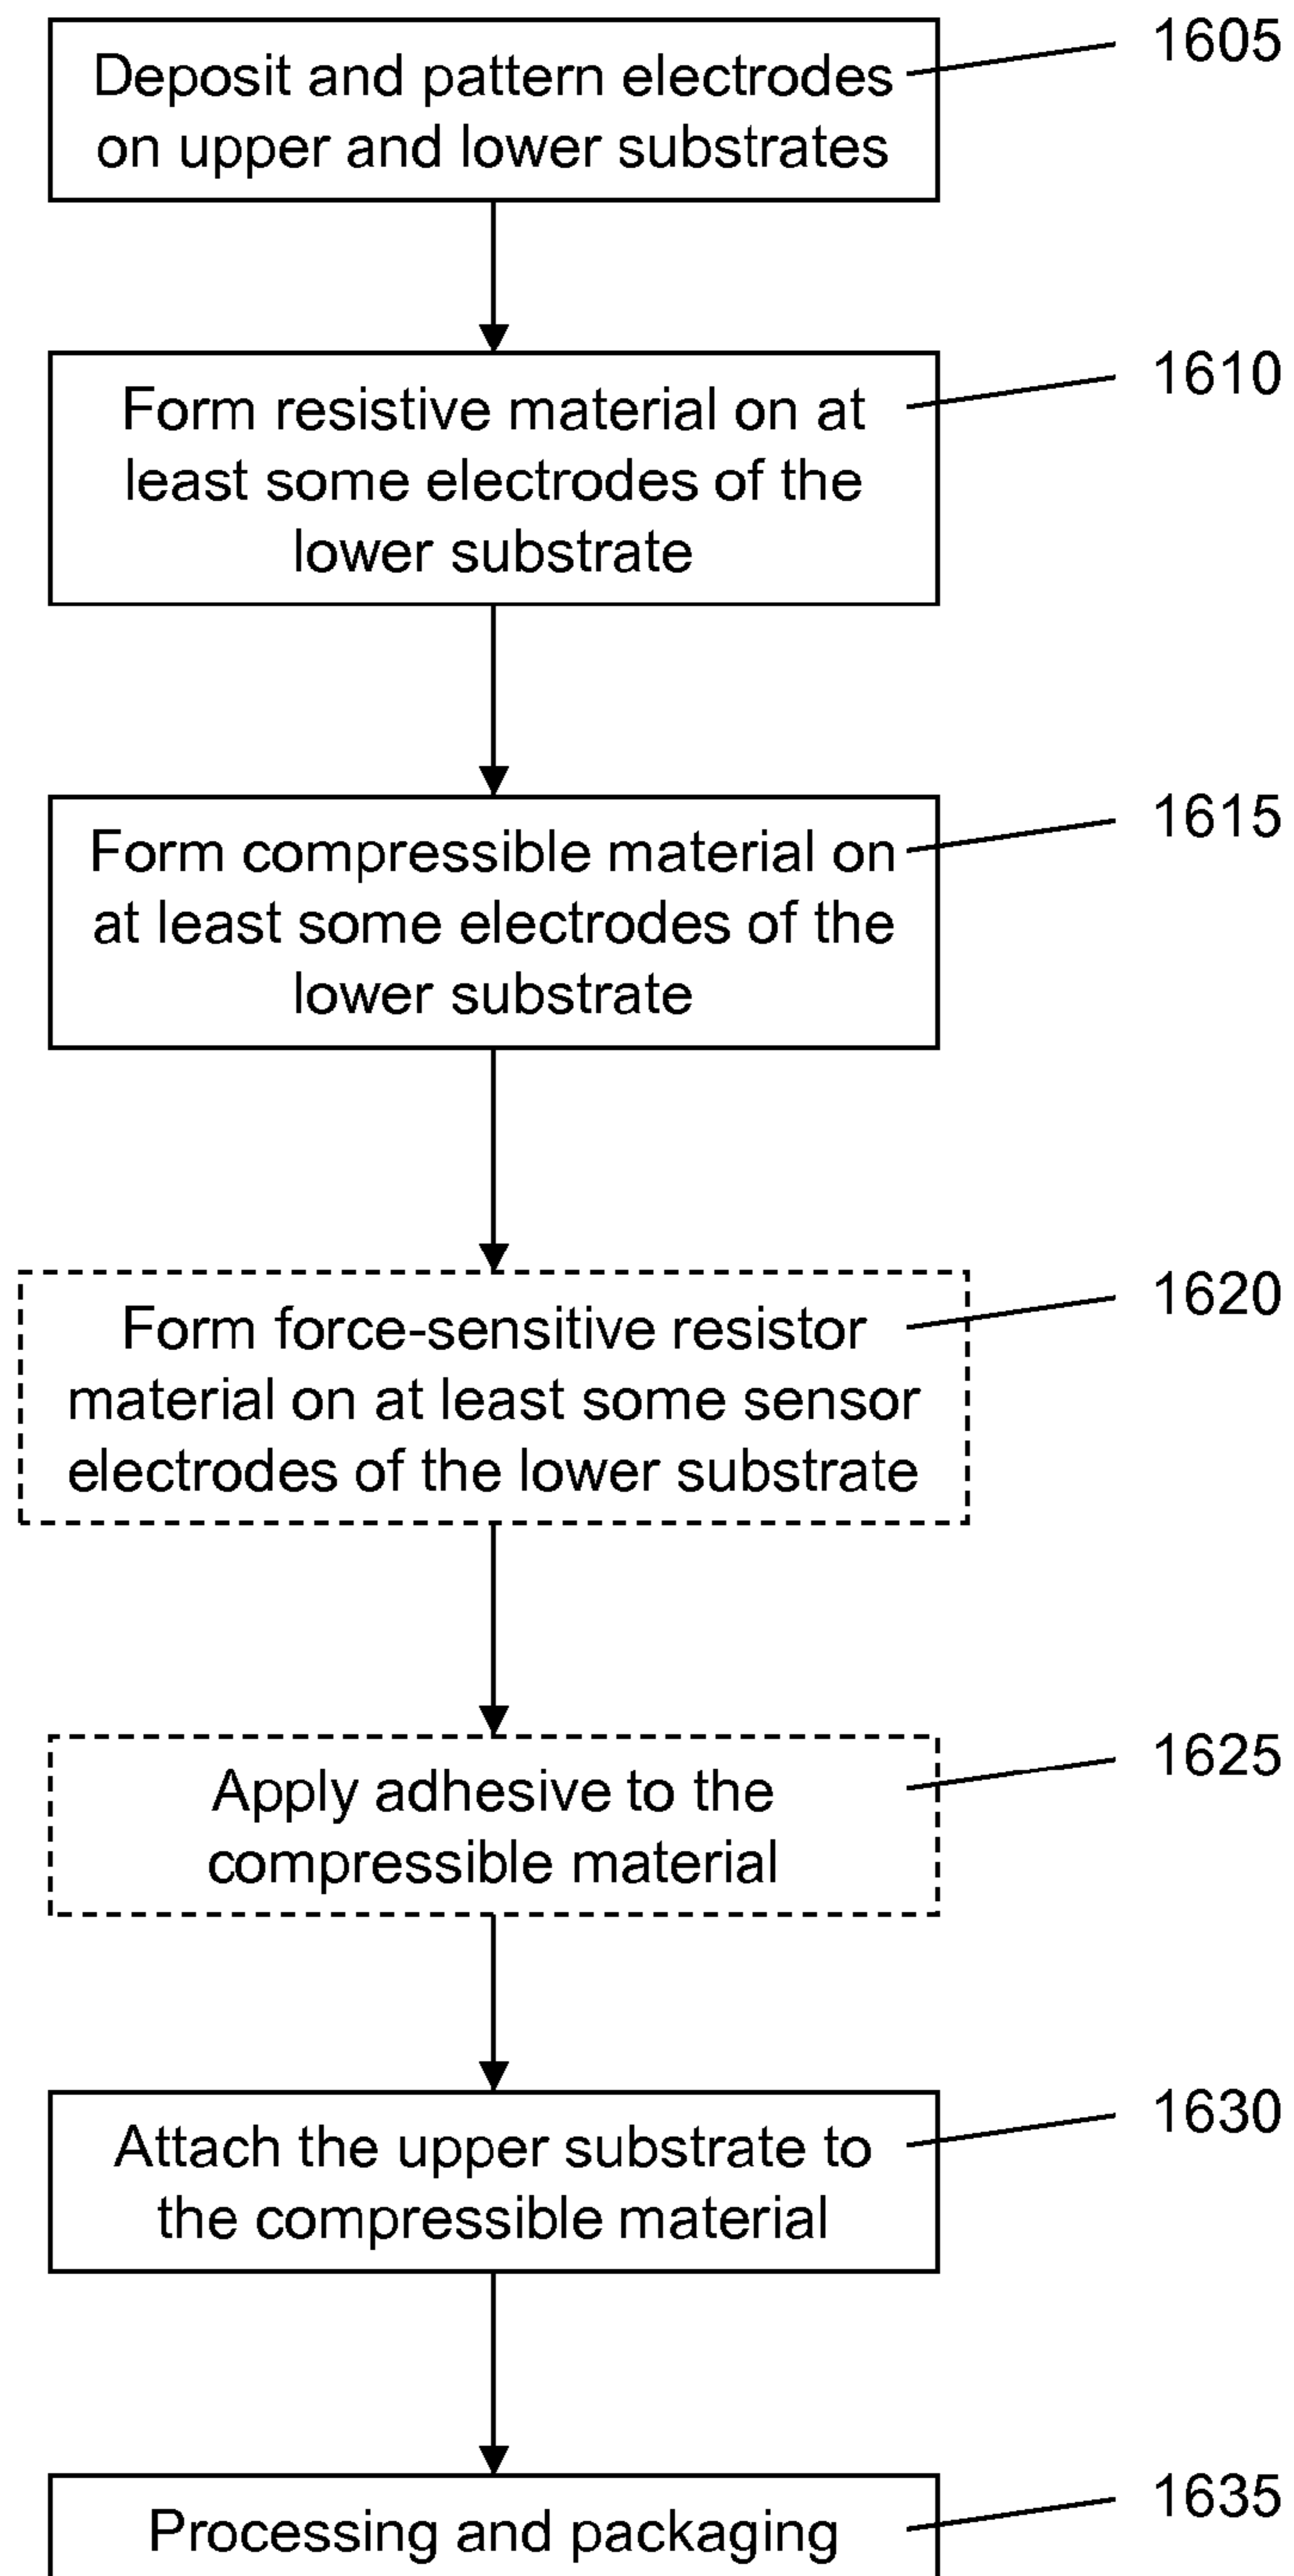 Deposit and pattern electrodes
on upper and lower substrates
1605
Form resistive material on at
least some electrodes of the
lower substrate
1610
Form compressible material on
at least some electrodes of the
lower substrate
1615
Form force-sensitive resistor
material on at least some sensor
electrodes of the lower substrate
1620
Apply adhesive to the
compressible material
1625
Attach the upper substrate to
the compressible material
1630
Processing and packaging
1635